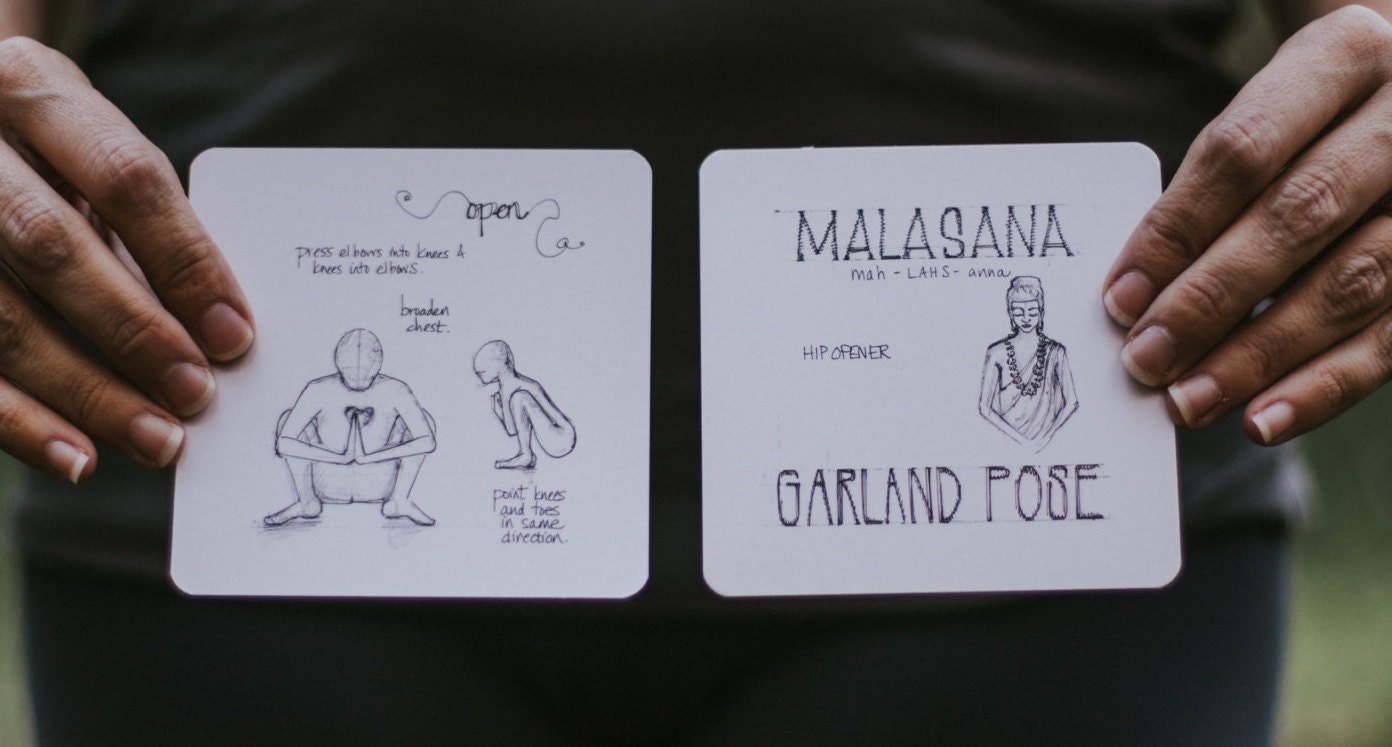 open
a
press elbows into knees &
knees into elbows.
broaden
chest.
point knees
and toes
in same
direction.
MALASANA
mah - LAHS - anna
HIP OPENER
GARLAND POSE